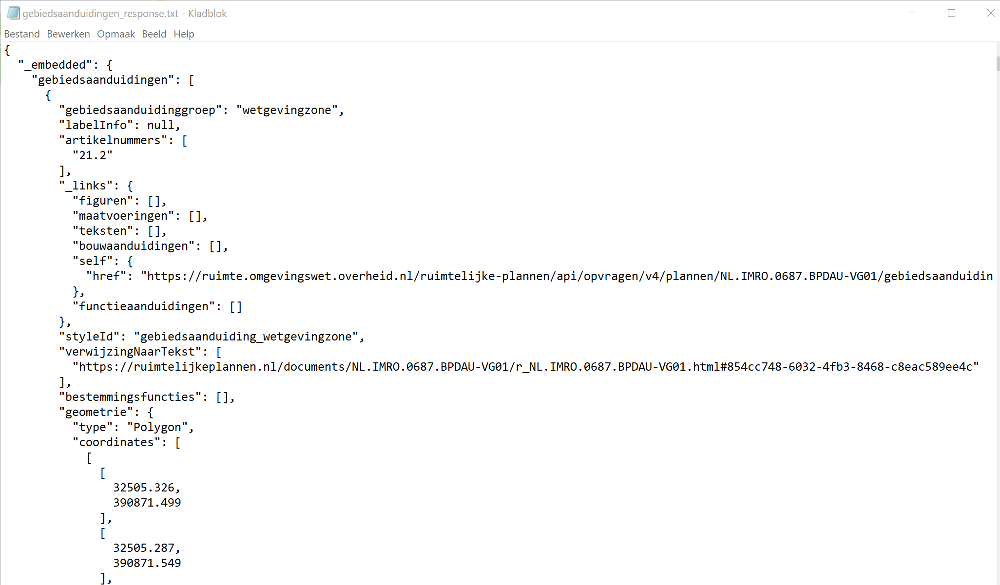 gebiedsaanduidingen_response.txt - Kladblok
Bestand Bewerken Opmaak Beeld Help
{
  "_embedded": {
    "gebiedsaanduidingen": [
      {
        "gebiedsaanduidinggroep": "wetgevingzone",
        "labelInfo": null,
        "artikelnummers": [
          "21.2"
        ],
        "_links": {
          "figuren": [],
          "maatvoeringen": [],
          "teksten": [],
          "bouwaanduidingen": [],
          "self": {
            "href": "https://ruimte.omgevingswet.overheid.nl/ruimtelijke-plannen/api/opvragen/v4/plannen/NL.IMRO.0687.BPDAU-VG01/gebiedsaanduidin
          },
          "functieaanduidingen": []
        },
        "styleId": "gebiedsaanduiding_wetgevingzone",
        "verwijzingNaarTekst": [
          "https://ruimtelijkeplannen.nl/documents/NL.IMRO.0687.BPDAU-VG01/r_NL.IMRO.0687.BPDAU-VG01.html#854cc748-6032-4fb3-8468-c8eac589ee4c"
        ],
        "bestemmingsfuncties": [],
        "geometrie": {
          "type": "Polygon",
          "coordinates": [
            [
              [
                32505.326,
                390871.499
              ],
              [
                32505.287,
                390871.549
              ],